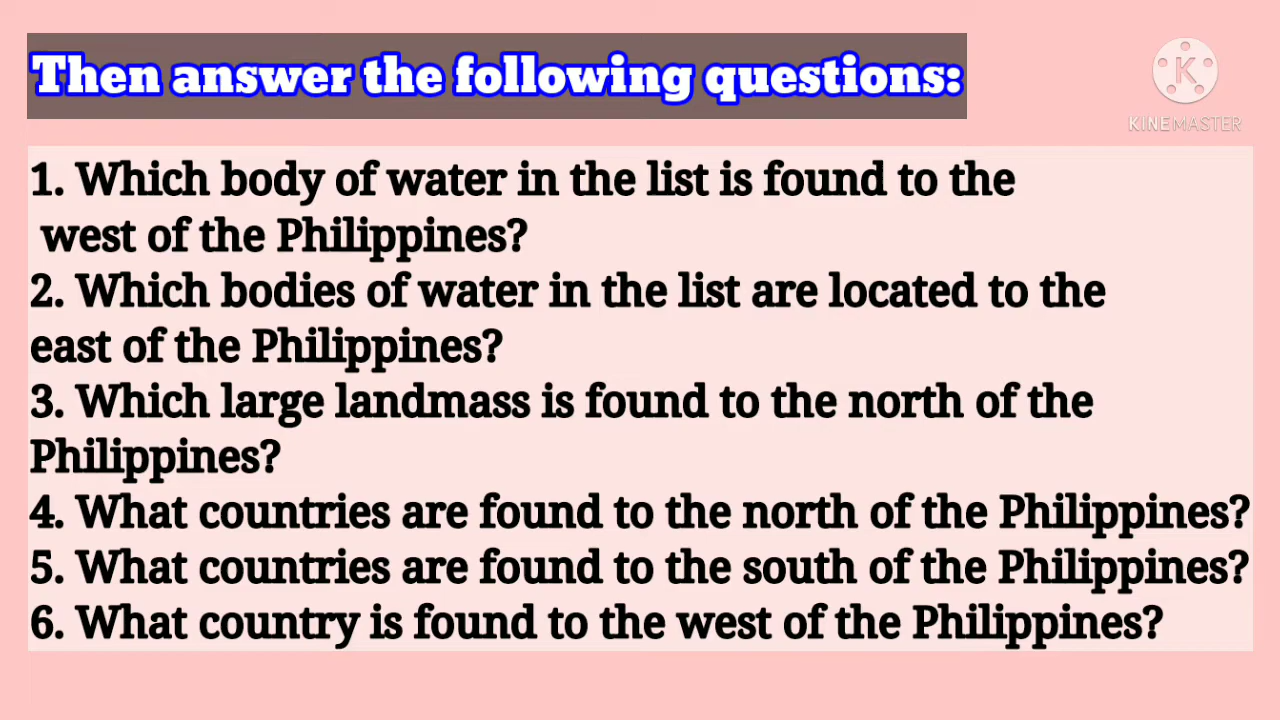 Then answer the following questions:
KINEMASTER
1. Which body of water in the list is found to the
west of the Philippines?
2. Which bodies of water in the list are located to the
east of the Philippines?
3. Which large landmass is found to the north of the
Philippines?
4. What countries are found to the north of the Philippines?
5. What countries are found to the south of the Philippines?
6. What country is found to the west of the Philippines?